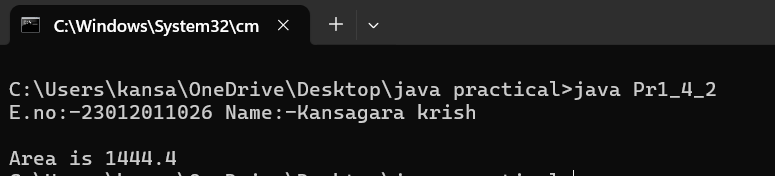 C:\Windows\System32\cm
C:\Users\kansa\OneDrive\Desktop\java practical>java Pr1_4_2
E.no:-23012011026 Name:-Kansagara krish
Area is 1444.4